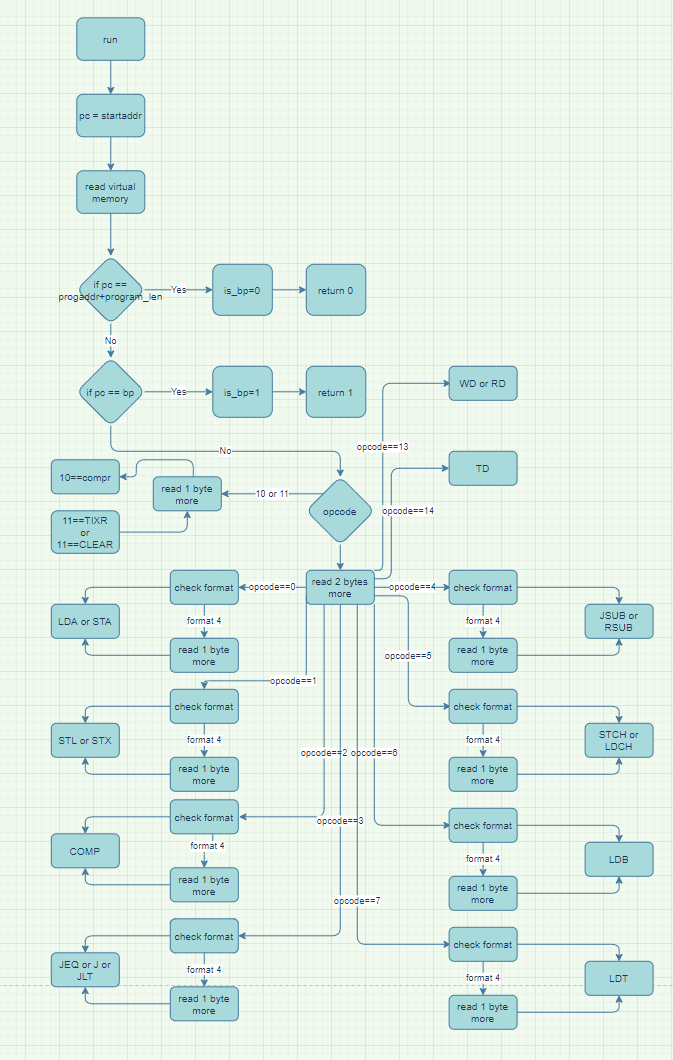 run
pc = startaddr
read virtual
memory
if pc ==
progaddr+program_len
Yes
is_bp=0
return 0
No
if pc == bp
Yes
is_bp=1
return 1
WD or RD
opcode==13
No
TD
10==compr
read 1 byte
more
10 or 11
opcode
opcode==14
11==TIXR
or
11==CLEAR
check format
opcode==0
read 2 bytes
more
opcode==4
check format
LDA or STA
format 4
format 4
JSUB or
RSUB
read 1 byte
more
opcode==5
read 1 byte
more
opcode==1
check format
check format
STL or STX
format 4
format 4
STCH or
LDCH
opcode==2
opcode==6
read 1 byte
more
read 1 byte
more
check format
opcode==3
check format
COMP
format 4
format 4
LDB
read 1 byte
more
read 1 byte
more
opcode==7
check format
check format
JEQ or J or
JLT
format 4
format 4
LDT
read 1 byte
more
read 1 byte
more